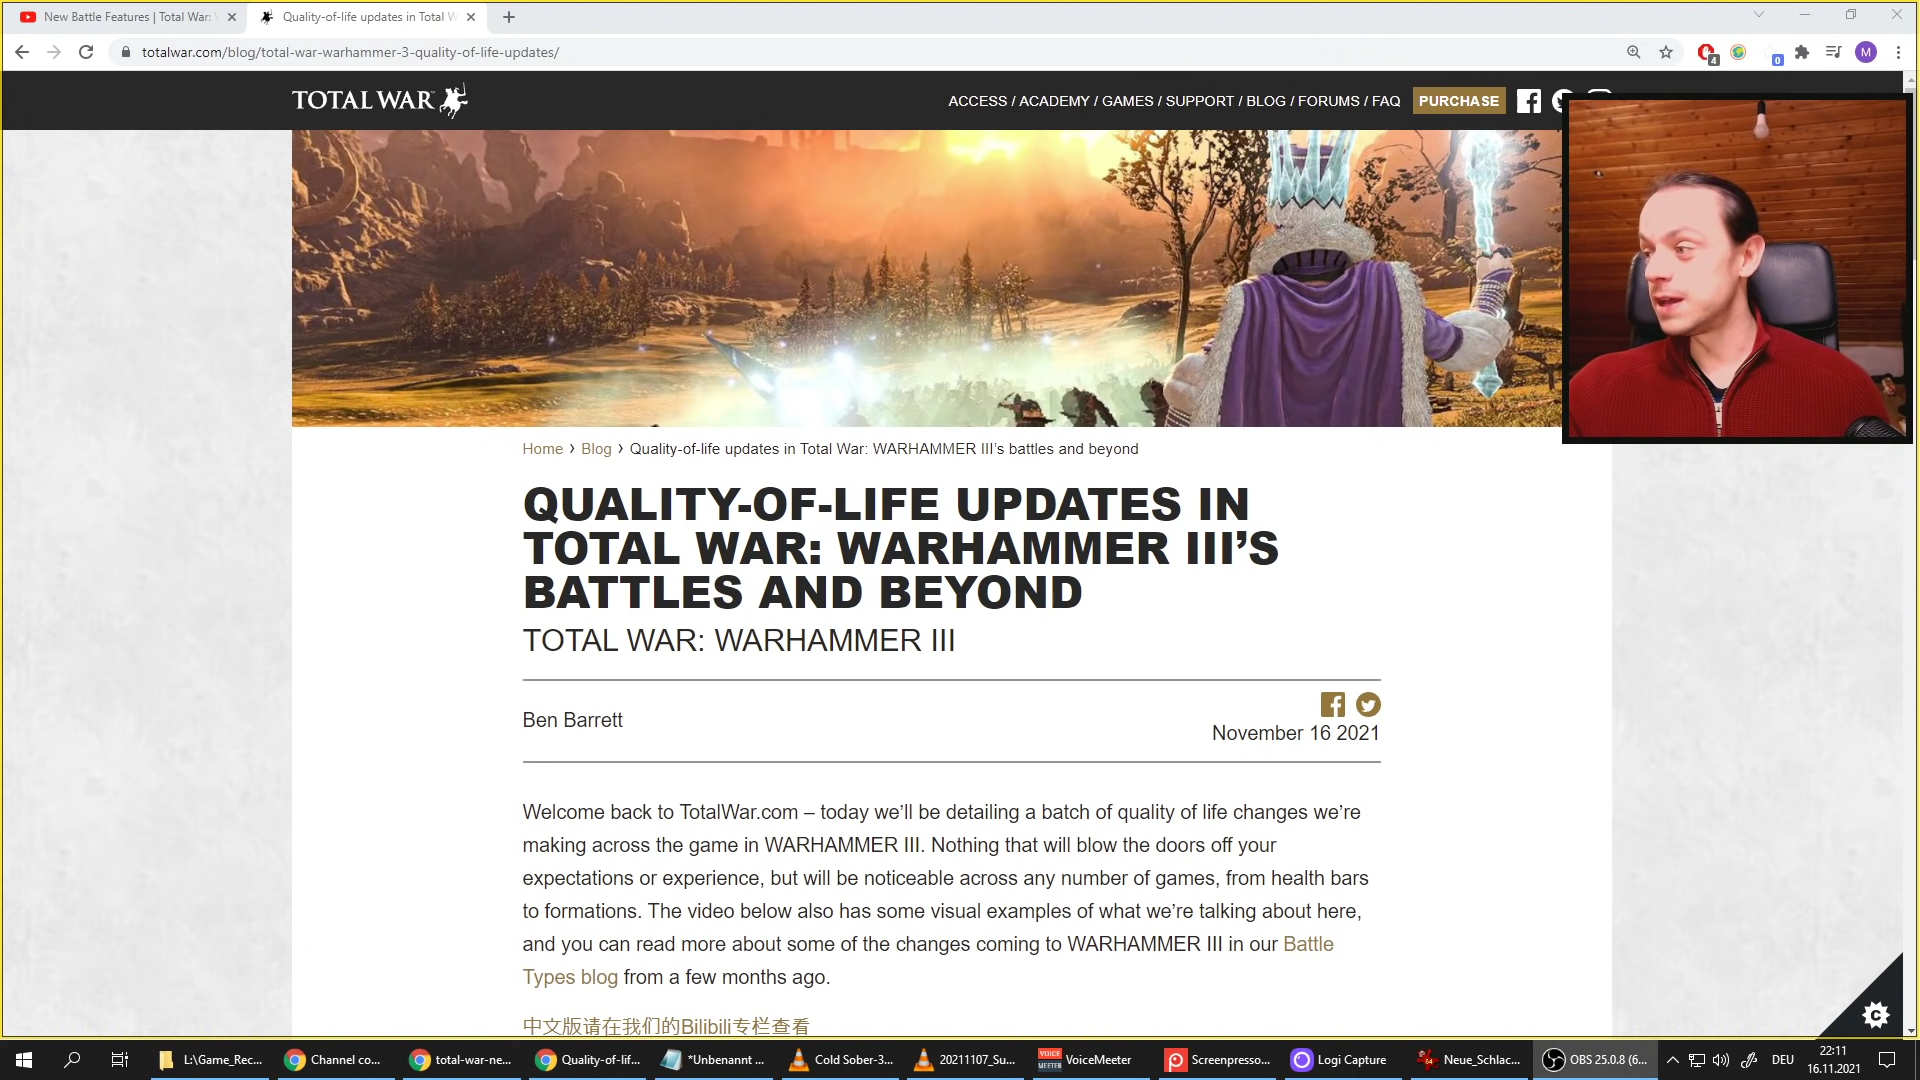 New Battle Features | Total War:
Quality-of-life updates in Total W
totalwar.com/blog/total-war-warhammer-3-quality-of-life-updates/
4
0
M
TOTAL WAR
ACCESS / ACADEMY / GAMES / SUPPORT / BLOG / FORUMS / FAQ
PURCHASE
Home › Blog › Quality-of-life updates in Total War: WARHAMMER III's battles and beyond
QUALITY-OF-LIFE UPDATES IN
TOTAL WAR: WARHAMMER III’S
BATTLES AND BEYOND
TOTAL WAR: WARHAMMER III
Ben Barrett
November 16 2021
Welcome back to TotalWar.com – today we’ll be detailing a batch of quality of life changes we’re
making across the game in WARHAMMER III. Nothing that will blow the doors off your
expectations or experience, but will be noticeable across any number of games, from health bars
to formations. The video below also has some visual examples of what we’re talking about here,
and you can read more about some of the changes coming to WARHAMMER III in our Battle
Types blog from a few months ago.
中文版请在我们的Bilibili专栏查看
L:\Game_Rec...
Channel co...
total-war-ne...
Quality-of-lif...
*Unbenannt ...
Cold Sober-3...
20211107_Su...
VOICE MEETER
VoiceMeeter
Screenpresso...
Logi Capture
Neue_Schlac...
OBS 25.0.8 (6...
DEU
22:11
16.11.2021